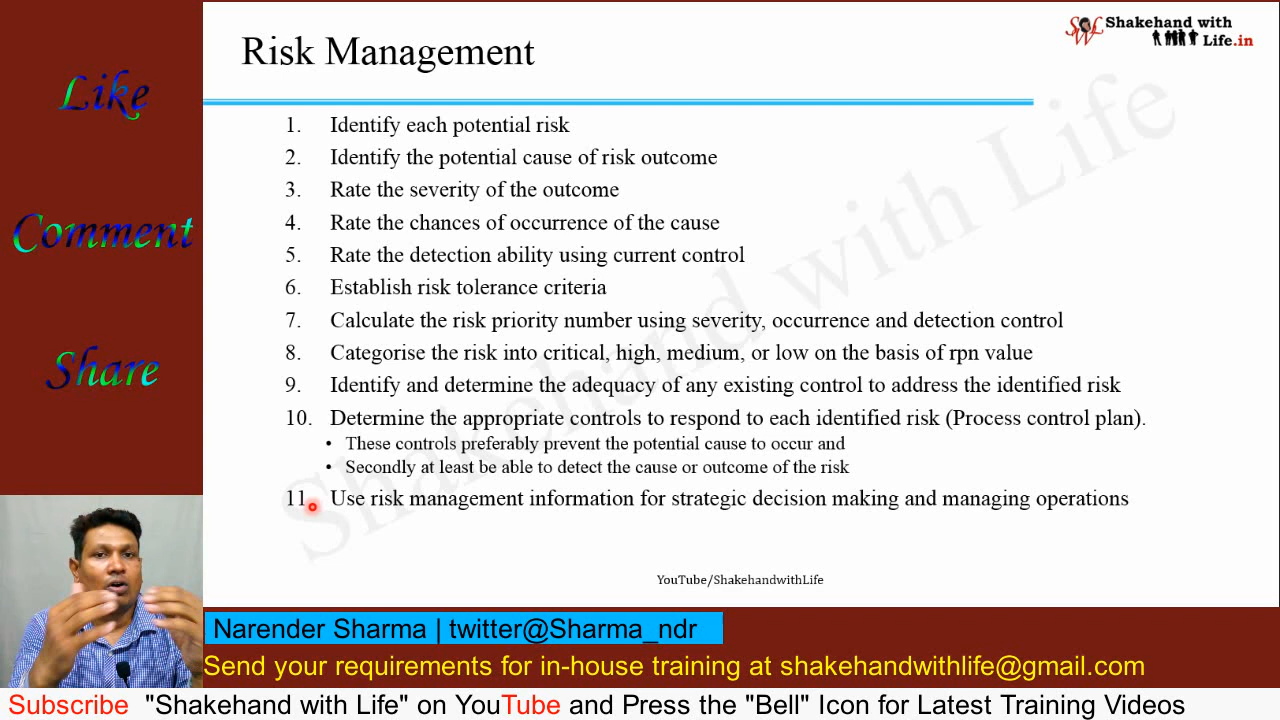 Shakehand with
Life.in
Risk Management
Like
Comment
Share
1. Identify each potential risk
2. Identify the potential cause of risk outcome
3. Rate the severity of the outcome
4. Rate the chances of occurrence of the cause
5. Rate the detection ability using current control
6. Establish risk tolerance criteria
7. Calculate the risk priority number using severity, occurrence and detection control
8. Categorise the risk into critical, high, medium, or low on the basis of rpn value
9. Identify and determine the adequacy of any existing control to address the identified risk
10. Determine the appropriate controls to respond to each identified risk (Process control plan).
• These controls preferably prevent the potential cause to occur and
• Secondly at least be able to detect the cause or outcome of the risk
11. Use risk management information for strategic decision making and managing operations
Shakehand with Life
YouTube/ShakehandwithLife
Narender Sharma | twitter@Sharma_ndr
Send your requirements for in-house training at shakehandwithlife@gmail.com
Subscribe "Shakehand with Life" on YouTube and Press the "Bell" Icon for Latest Training Videos